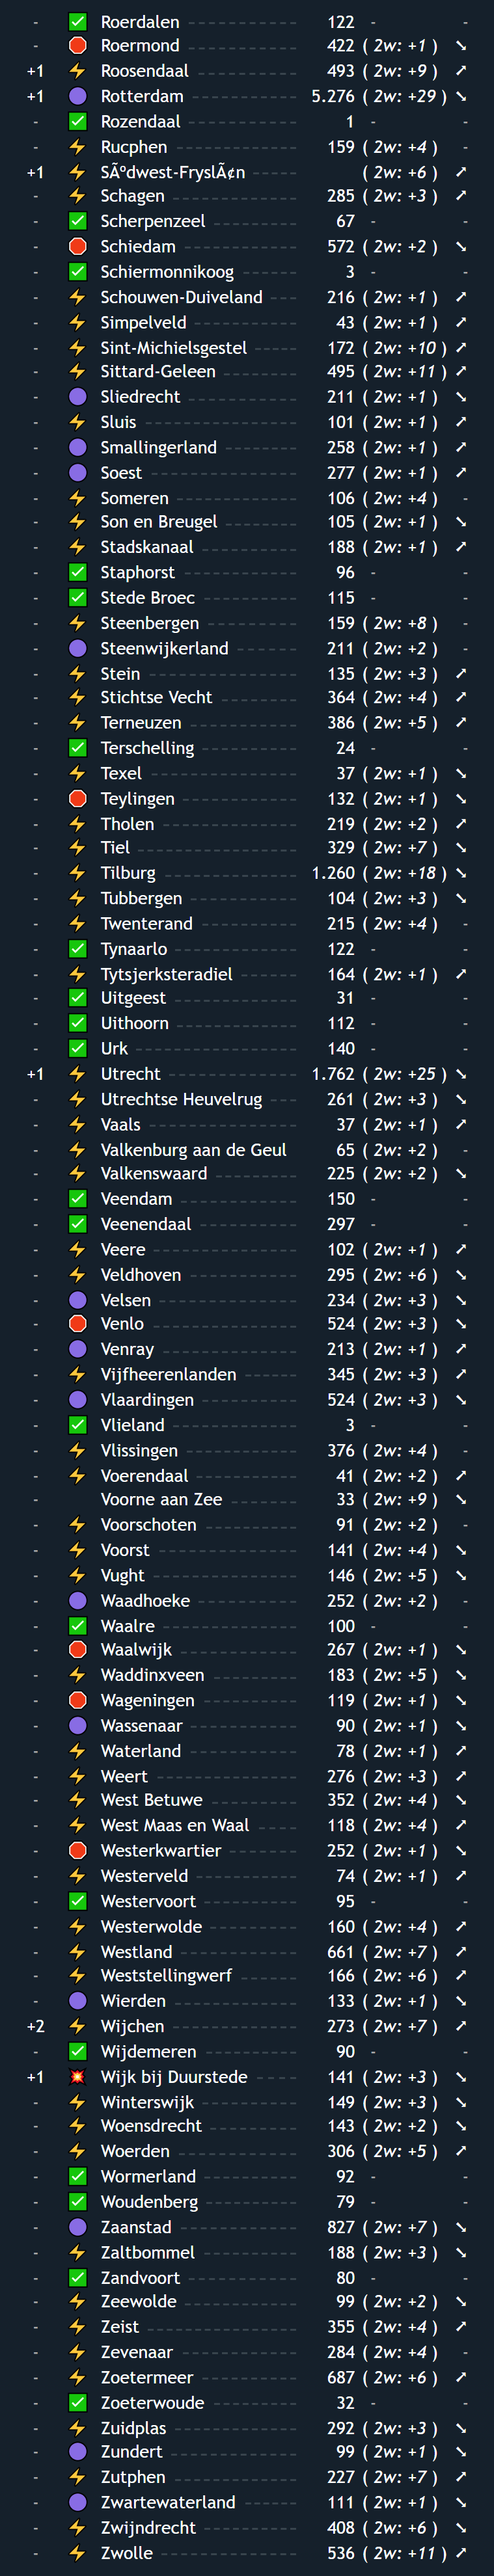 - ✅ Roerdalen ---------- 122 - -
- 🛑 Roermond ---------- 422 ( 2w: +1 ) ➘
+1 ⚡ Roosendaal --------- 493 ( 2w: +9 ) ➚
+1 🟣 Rotterdam ---------- 5.276 ( 2w: +29 ) ➘
- ✅ Rozendaal ---------- 1 - -
- ⚡ Rucphen ----------- 159 ( 2w: +4 ) -
+1 ⚡ SÃºdwest-FryslÃ¢n ----- ( 2w: +6 ) ➚
- ⚡ Schagen ----------- 285 ( 2w: +3 ) ➚
- ✅ Scherpenzeel -------- 67 - -
- 🛑 Schiedam ---------- 572 ( 2w: +2 ) ➘
- ✅ Schiermonnikoog ----- 3 - -
- ⚡ Schouwen-Duiveland --- 216 ( 2w: +1 ) ➚
- ⚡ Simpelveld ---------- 43 ( 2w: +1 ) ➚
- ⚡ Sint-Michielsgestel ---- 172 ( 2w: +10 ) ➚
- ⚡ Sittard-Geleen ------- 495 ( 2w: +11 ) ➚
- 🟣 Sliedrecht ---------- 211 ( 2w: +1 ) ➘
- ⚡ Sluis -------------- 101 ( 2w: +1 ) ➚
- 🟣 Smallingerland ------- 258 ( 2w: +1 ) ➚
- 🟣 Soest ------------- 277 ( 2w: +1 ) ➚
- ⚡ Someren ----------- 106 ( 2w: +4 ) -
- ⚡ Son en Breugel ------- 105 ( 2w: +1 ) ➘
- ⚡ Stadskanaal --------- 188 ( 2w: +1 ) ➚
- ✅ Staphorst ---------- 96 - -
- ✅ Stede Broec --------- 115 - -
- ⚡ Steenbergen -------- 159 ( 2w: +8 ) -
- 🟣 Steenwijkerland ------ 211 ( 2w: +2 ) -
- ⚡ Stein ------------- 135 ( 2w: +3 ) ➚
- ⚡ Stichtse Vecht ------- 364 ( 2w: +4 ) ➚
- ⚡ Terneuzen ---------- 386 ( 2w: +5 ) ➚
- ✅ Terschelling --------- 24 - -
- ⚡ Texel ------------- 37 ( 2w: +1 ) ➘
- 🛑 Teylingen ---------- 132 ( 2w: +1 ) ➘
- ⚡ Tholen ------------ 219 ( 2w: +2 ) ➚
- ⚡ Tiel --------------- 329 ( 2w: +7 ) ➘
- ⚡ Tilburg ------------ 1.260 ( 2w: +18 ) ➘
- ⚡ Tubbergen ---------- 104 ( 2w: +3 ) ➘
- ⚡ Twenterand --------- 215 ( 2w: +4 ) -
- ✅ Tynaarlo ----------- 122 - -
- ⚡ Tytsjerksteradiel ----- 164 ( 2w: +1 ) ➚
- ✅ Uitgeest ----------- 31 - -
- ✅ Uithoorn ----------- 112 - -
- ✅ Urk --------------- 140 - -
+1 ⚡ Utrecht ----------- 1.762 ( 2w: +25 ) ➘
- ⚡ Utrechtse Heuvelrug --- 261 ( 2w: +3 ) ➘
- ⚡ Vaals ------------- 37 ( 2w: +1 ) ➚
- ⚡ Valkenburg aan de Geul 65 ( 2w: +2 ) -
- ⚡ Valkenswaard -------- 225 ( 2w: +2 ) ➘
- ✅ Veendam ---------- 150 - -
- ✅ Veenendaal --------- 297 - -
- ⚡ Veere ------------- 102 ( 2w: +1 ) ➚
- ⚡ Veldhoven ---------- 295 ( 2w: +6 ) ➘
- 🟣 Velsen ------------ 234 ( 2w: +3 ) ➘
- 🛑 Venlo ------------- 524 ( 2w: +3 ) ➘
- 🟣 Venray ------------ 213 ( 2w: +1 ) ➚
- ⚡ Vijfheerenlanden ----- 345 ( 2w: +3 ) ➚
- 🟣 Vlaardingen --------- 524 ( 2w: +3 ) ➘
- ✅ Vlieland ----------- 3 - -
- ⚡ Vlissingen ---------- 376 ( 2w: +4 ) -
- ⚡ Voerendaal --------- 41 ( 2w: +2 ) ➚
- Voorne aan Zee ------ 33 ( 2w: +9 ) ➘
- ⚡ Voorschoten -------- 91 ( 2w: +2 ) -
- ⚡ Voorst ------------ 141 ( 2w: +4 ) ➘
- ⚡ Vught ------------- 146 ( 2w: +5 ) ➘
- 🟣 Waadhoeke --------- 252 ( 2w: +2 ) -
- ✅ Waalre ------------ 100 - -
- 🛑 Waalwijk ---------- 267 ( 2w: +1 ) ➘
- ⚡ Waddinxveen -------- 183 ( 2w: +5 ) ➘
- 🛑 Wageningen --------- 119 ( 2w: +1 ) ➘
- 🟣 Wassenaar ---------- 90 ( 2w: +1 ) ➘
- ⚡ Waterland ---------- 78 ( 2w: +1 ) ➚
- ⚡ Weert ------------- 276 ( 2w: +3 ) ➚
- ⚡ West Betuwe -------- 352 ( 2w: +4 ) ➘
- ⚡ West Maas en Waal ---- 118 ( 2w: +4 ) ➚
- 🛑 Westerkwartier ------ 252 ( 2w: +1 ) ➘
- ⚡ Westerveld --------- 74 ( 2w: +1 ) ➚
- ✅ Westervoort -------- 95 - -
- ⚡ Westerwolde -------- 160 ( 2w: +4 ) ➚
- ⚡ Westland ---------- 661 ( 2w: +7 ) ➚
- ⚡ Weststellingwerf ----- 166 ( 2w: +6 ) ➚
- 🟣 Wierden ----------- 133 ( 2w: +1 ) ➘
+2 ⚡ Wijchen ----------- 273 ( 2w: +7 ) ➚
- ✅ Wijdemeren -------- 90 - -
+1 💥 Wijk bij Duurstede ---- 141 ( 2w: +3 ) ➘
- ⚡ Winterswijk --------- 149 ( 2w: +3 ) ➘
- ⚡ Woensdrecht -------- 143 ( 2w: +2 ) ➘
- ⚡ Woerden ----------- 306 ( 2w: +5 ) ➚
- ✅ Wormerland --------- 92 - -
- ✅ Woudenberg -------- 79 - -
- 🟣 Zaanstad ---------- 827 ( 2w: +7 ) ➘
- ⚡ Zaltbommel -------- 188 ( 2w: +3 ) ➘
- ✅ Zandvoort ---------- 80 - -
- ⚡ Zeewolde ---------- 99 ( 2w: +2 ) ➘
- ⚡ Zeist ------------- 355 ( 2w: +4 ) ➚
- ⚡ Zevenaar ---------- 284 ( 2w: +4 ) -
- ⚡ Zoetermeer --------- 687 ( 2w: +6 ) ➚
- ✅ Zoeterwoude -------- 32 - -
- ⚡ Zuidplas ----------- 292 ( 2w: +3 ) ➘
- 🟣 Zundert ----------- 99 ( 2w: +1 ) ➘
- ⚡ Zutphen ----------- 227 ( 2w: +7 ) ➚
- 🟣 Zwartewaterland ----- 111 ( 2w: +1 ) ➘
- ⚡ Zwijndrecht --------- 408 ( 2w: +6 ) ➘
- ⚡ Zwolle ------------ 536 ( 2w: +11 ) ➚